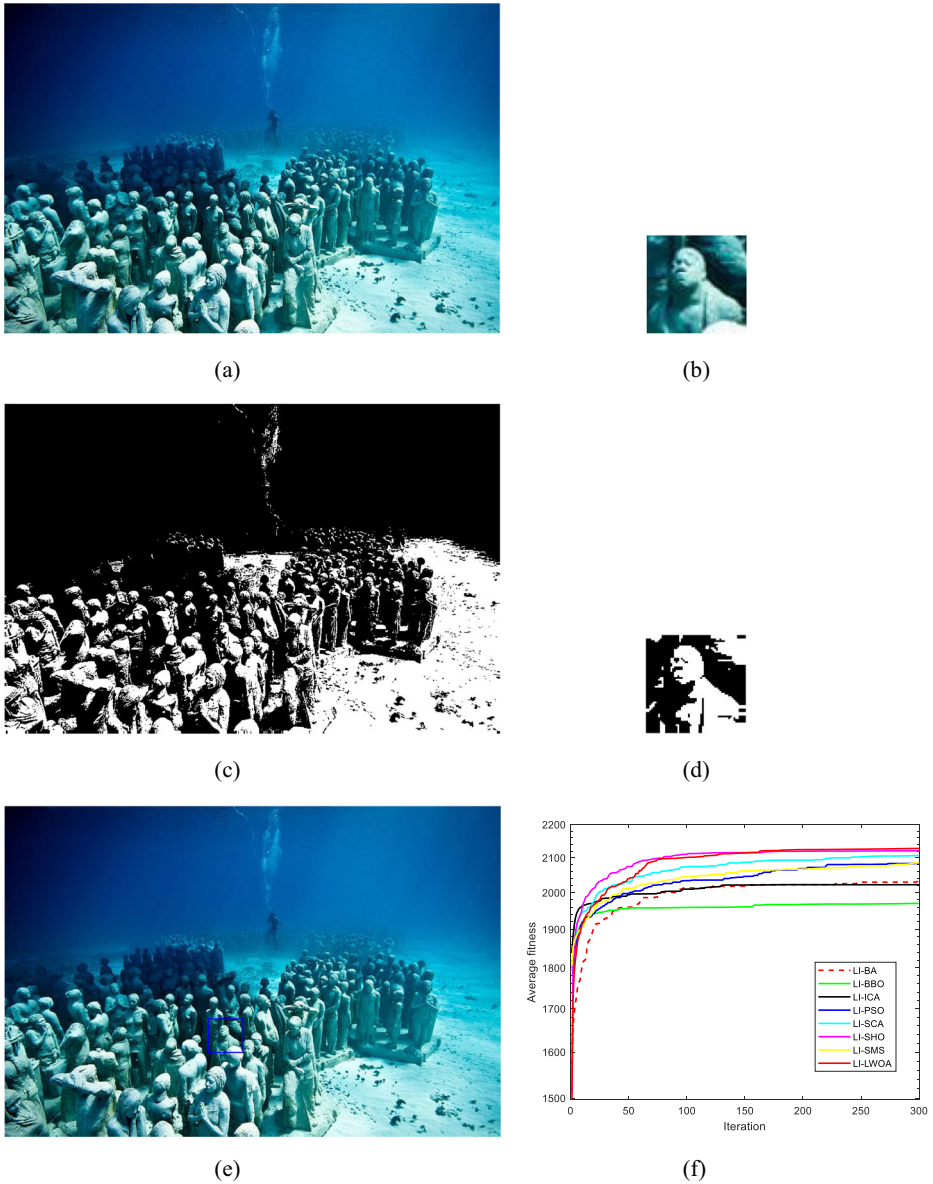 (a)
(b)
(c)
(d)
2200
2100
2000
1900
1800
1700
1600
1500
Average fitness
LI-BA
LI-BBO
LI-ICA
LI-PSO
LI-SCA
LI-SHO
LI-SMS
LI-LWOA
0
50
100
150
200
250
300
Iteration
(e)
(f)